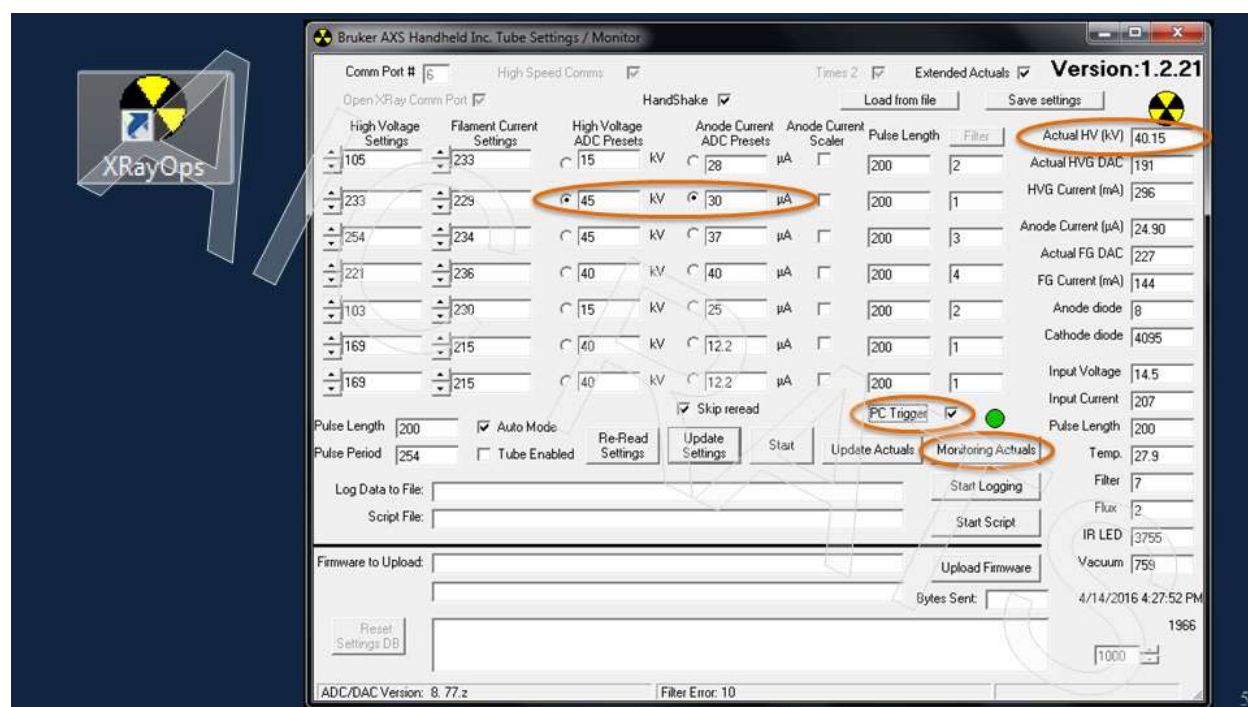 Bruker AXS Handheld Inc. Tube Settings / Monitor
Comm Port # 6 High Speed Comms Times 2 Extended Actuals Version:1.2.21
Open XRay Comm Port HandShake Load from file Save settings
High Voltage Settings Filament Current Settings High Voltage ADC Presets Anode Current ADC Presets Anode Current Scaler Pulse Length Filter Actual HV (kV) 40.15
XRayOps
105 233 15 kV 28 µA 200 2 Actual HVG DAC 191
233 229 45 kV 30 µA 200 1 HVG Current (mA) 296
254 234 45 kV 37 µA 200 3 Anode Current (µA) 24.90
Actual FG DAC 227
221 236 40 kV 40 µA 200 4 FG Current (mA) 144
103 230 15 kV 25 µA 200 2 Anode diode 8
169 215 40 kV 12.2 µA 200 1 Cathode diode 4095
169 215 40 kV 12.2 µA 200 1 Input Voltage 14.5
Skip reread PC Trigger Input Current 207
Pulse Length 200 Auto Mode Pulse Length 200
Pulse Period 254 Tube Enabled Re-Read Settings Update Settings Start Update Actuals Monitoring Actuals Temp. 27.9
Log Data to File: Start Logging Filter 7
Script File: Start Script Flux 2
IR LED 3755
Firmware to Upload: Upload Firmware Vacuum 759
Bytes Sent: 4/14/2016 4:27:52 PM
Reset Settings DB 1966
1000
ADC/DAC Version: 8. 77.z Filter Error: 10
5